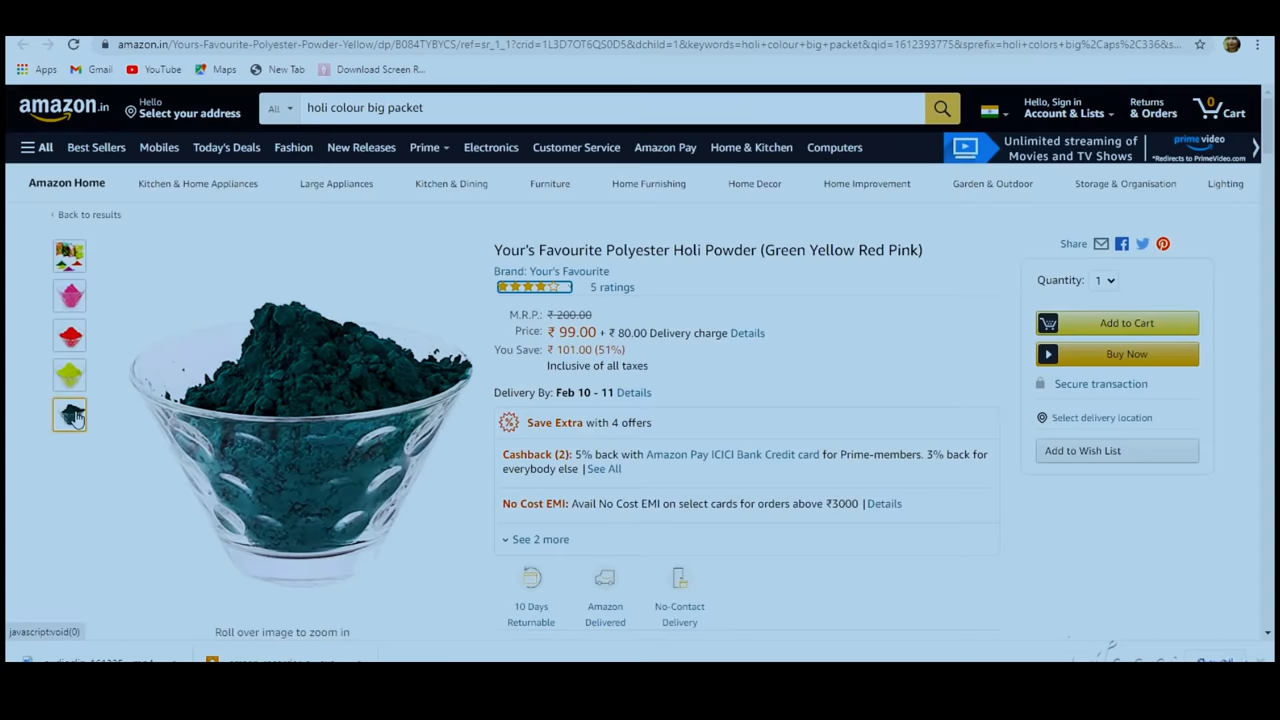 amazon.in/Yours-Favourite-Polyester-Powder-Yellow/dp/B084TYBYCS/ref=sr_1_1?crid=1L3D7OT6QS0D5&dchild=1&keywords=holi+colour+big+packet&qid=1612393775&sprefix=holi+colors+big%2Caps%2C336&s...
Apps Gmail YouTube Maps New Tab Download Screen R...
amazon.in Hello Select your address All holi colour big packet Hello, Sign in Account & Lists Returns & Orders 0 Cart
All Best Sellers Mobiles Today's Deals Fashion New Releases Prime Electronics Customer Service Amazon Pay Home & Kitchen Computers Unlimited streaming of Movies and TV Shows prime video *Redirects to PrimeVideo.com
Amazon Home Kitchen & Home Appliances Large Appliances Kitchen & Dining Furniture Home Furnishing Home Decor Home Improvement Garden & Outdoor Storage & Organisation Lighting
‹ Back to results
Your's Favourite Polyester Holi Powder (Green Yellow Red Pink)
Brand: Your's Favourite
5 ratings
M.R.P.: ₹ 200.00
Price: ₹ 99.00 + ₹ 80.00 Delivery charge Details
You Save: ₹ 101.00 (51%)
Inclusive of all taxes
Delivery By: Feb 10 - 11 Details
Save Extra with 4 offers
Cashback (2): 5% back with Amazon Pay ICICI Bank Credit card for Prime-members. 3% back for
everybody else | See All
No Cost EMI: Avail No Cost EMI on select cards for orders above ₹3000 | Details
See 2 more
10 Days Returnable
Amazon Delivered
No-Contact Delivery
Share
Quantity: 1
Add to Cart
Buy Now
Secure transaction
Select delivery location
Add to Wish List
Roll over image to zoom in
javascript:void(0)